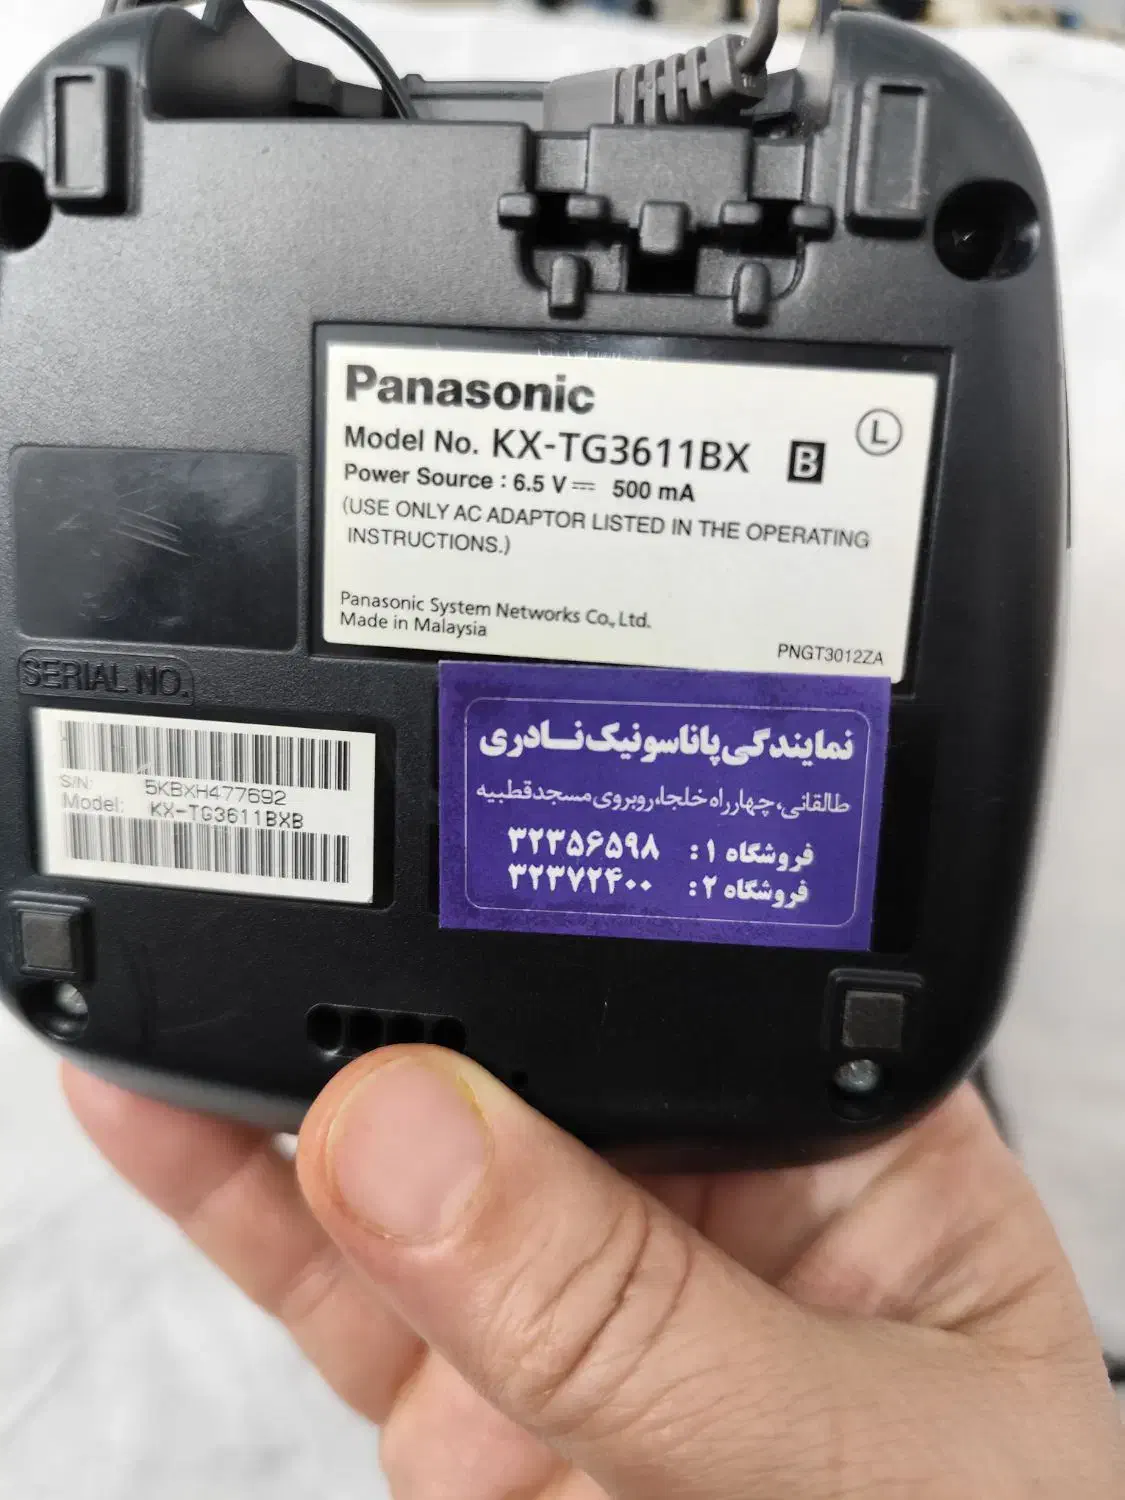 Panasonic
Model No. KX-TG3611BX B L
Power Source : 6.5 V ⎓ 500 mA
(USE ONLY AC ADAPTOR LISTED IN THE OPERATING
INSTRUCTIONS.)
Panasonic System Networks Co., Ltd.
Made in Malaysia
PNGT3012ZA
SERIAL NO.
S/N: 5KBXH477692
Model: KX-TG3611BXB
نمایندگی پاناسونیک نادری
طالقانی، چهارراه خلجا، روبروی مسجد قطبیه
فروشگاه ۱ : ۳۲۳۵۶۵۹۸
فروشگاه ۲ : ۳۲۳۷۲۴۰۰